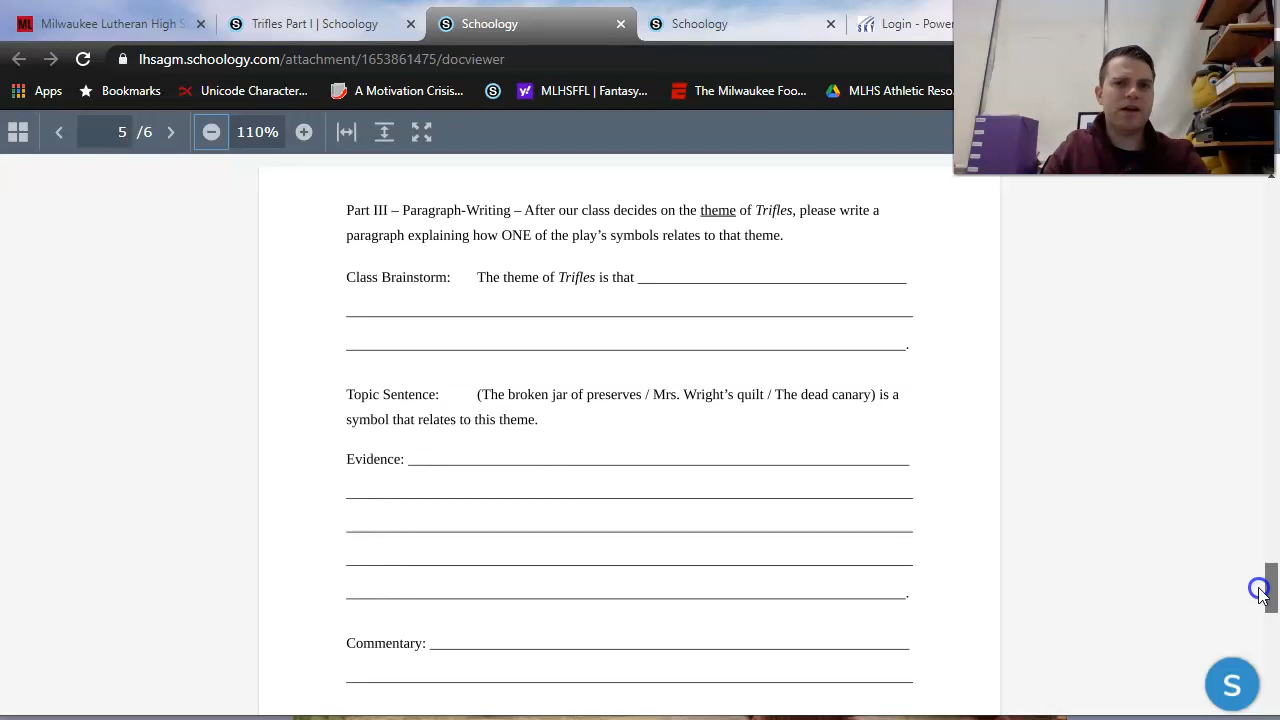 Milwaukee Lutheran High S
Trifles Part I | Schoology
Schoology
Schoology
Login - Powe
lhsagm.schoology.com/attachment/1653861475/docviewer
Apps
Bookmarks
Unicode Character...
A Motivation Crisis...
MLHSFFL | Fantasy...
The Milwaukee Foo...
MLHS Athletic Reso
5 /6
110%
Part III – Paragraph-Writing – After our class decides on the theme of Trifles, please write a
paragraph explaining how ONE of the play’s symbols relates to that theme.
Class Brainstorm: The theme of Trifles is that
.
Topic Sentence: (The broken jar of preserves / Mrs. Wright’s quilt / The dead canary) is a
symbol that relates to this theme.
Evidence:
.
Commentary:
S